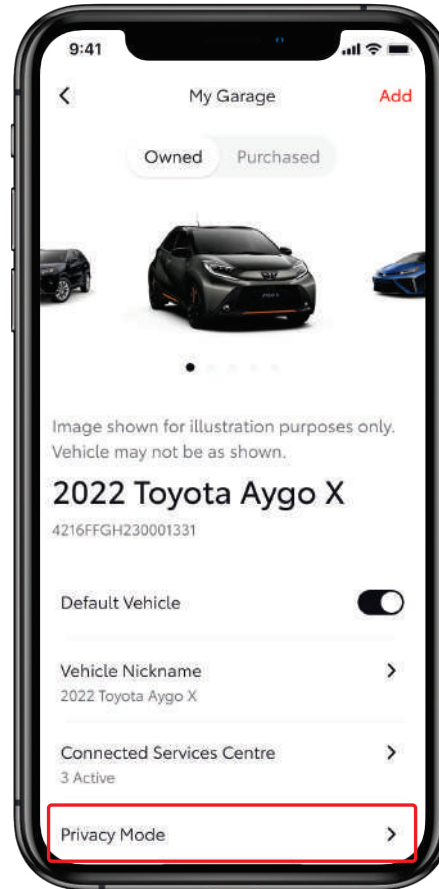 9:41
My Garage
Add
Owned
Purchased
Image shown for illustration purposes only.
Vehicle may not be as shown.
2022 Toyota Aygo X
4216FFGH230001331
Default Vehicle
Vehicle Nickname
2022 Toyota Aygo X
Connected Services Centre
3 Active
Privacy Mode